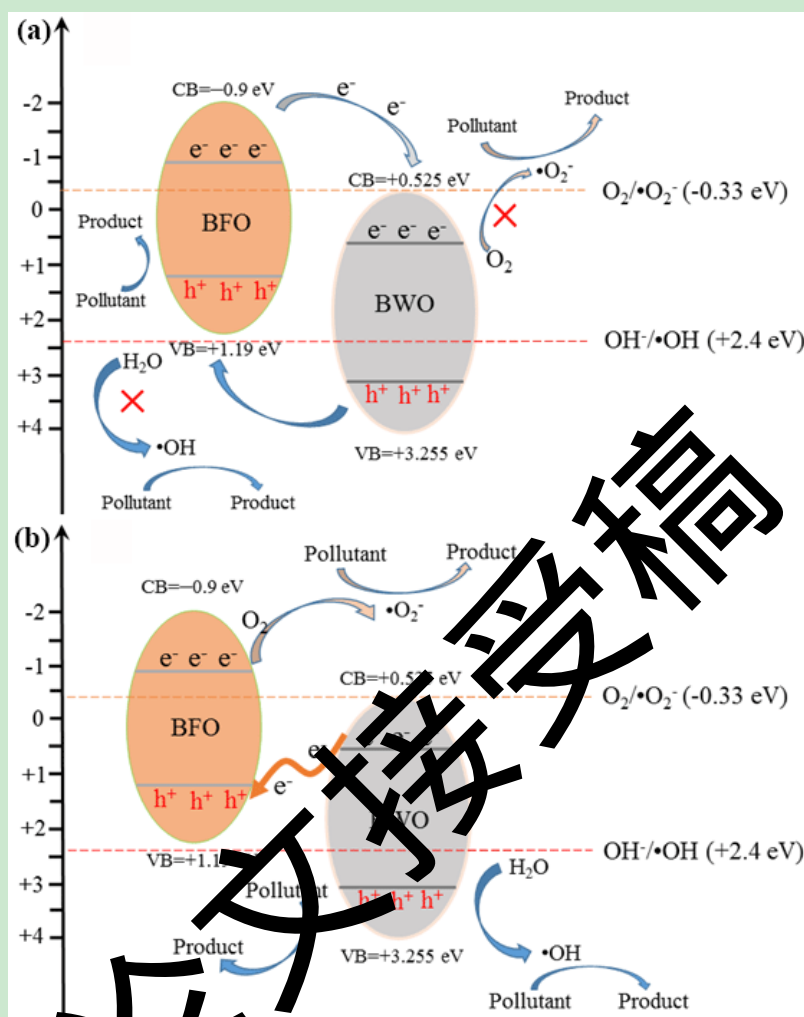 (a)
CB=−0.9 eV
e⁻
e⁻
Product
Pollutant
-2
e⁻ e⁻ e⁻
-1
CB=+0.525 eV
•O₂⁻
O₂/•O₂⁻ (-0.33 eV)
0
Product
BFO
e⁻ e⁻ e⁻
O₂
+1
h⁺ h⁺ h⁺
Pollutant
BWO
+2
VB=+1.19 eV
OH⁻/•OH (+2.4 eV)
H₂O
+3
h⁺ h⁺ h⁺
+4
•OH
VB=+3.255 eV
Pollutant
Product
(b)
Pollutant
Product
CB=−0.9 eV
-2
O₂
•O₂⁻
e⁻ e⁻ e⁻
-1
O₂/•O₂⁻ (-0.33 eV)
0
BFO
e⁻
+1
e⁻
h⁺ h⁺ h⁺
+2
OH⁻/•OH (+2.4 eV)
H₂O
+3
Pollutant
h⁺ h⁺ h⁺
+4
Product
VB=+3.255 eV
•OH
Pollutant
Product
文接受稿